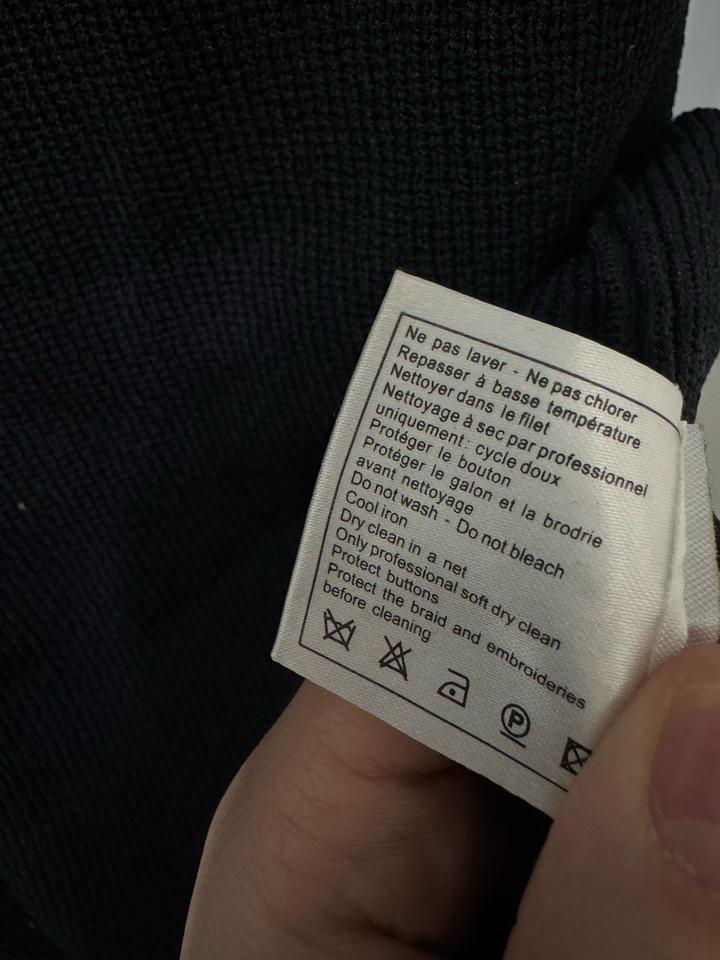 Ne pas laver - Ne pas chlorer
Repasser à basse température
Nettoyer dans le filet
Nettoyage à sec par professionnel
uniquement : cycle doux
Protéger le bouton
Protéger le galon et la brodrie
avant nettoyage
Do not wash - Do not bleach
Cool iron
Dry clean in a net
Only professional soft dry clean
Protect buttons
Protect the braid and embroideries
before cleaning
P